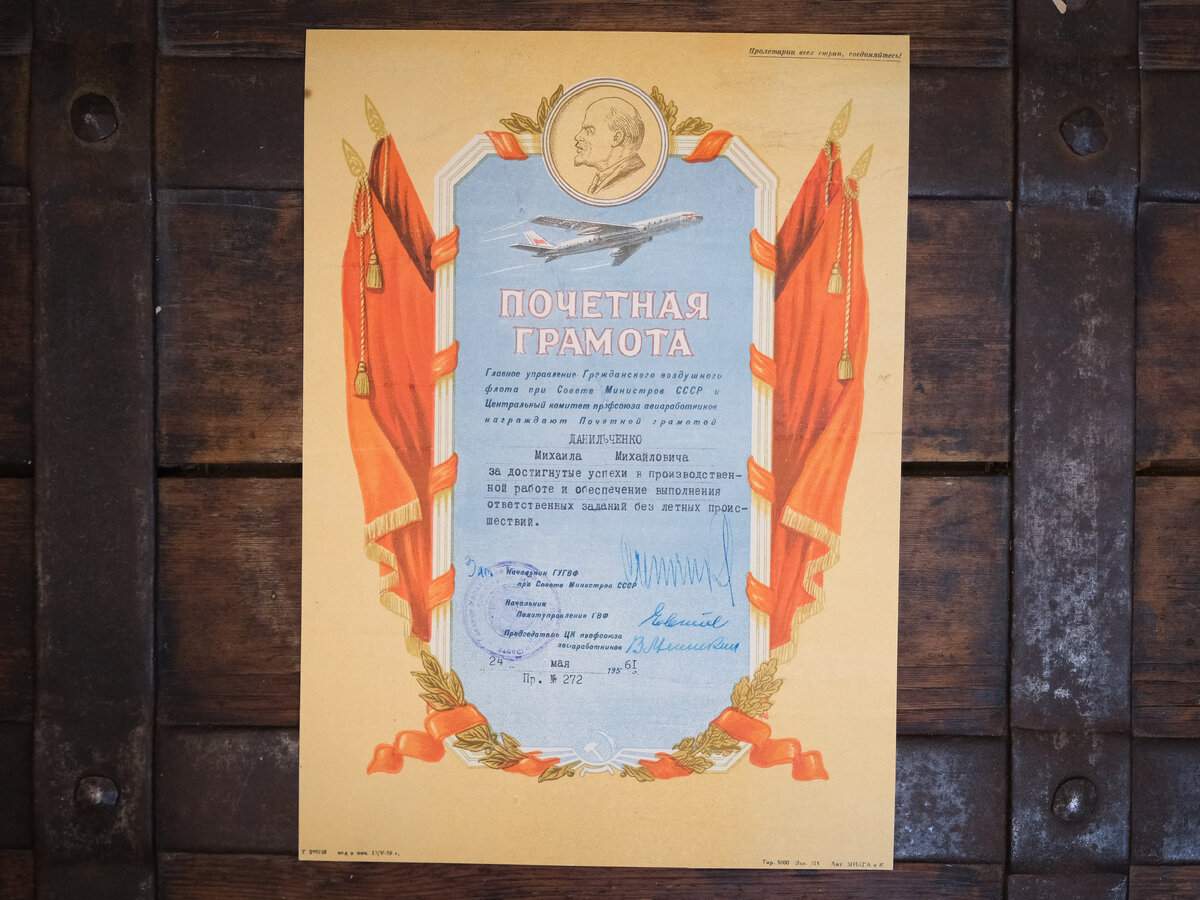 Пролетарии всех стран, соединяйтесь!
ПОЧЕТНАЯ
ГРАМОТА
Главное управление Гражданского воздушного
флота при Совете Министров СССР и
Центральный комитет профсоюза авиаработников
награждают Почетной грамотой
ДАНИЛЬЧЕНКО
Михаила Михайловича
за достигнутые успехи в производствен-
ной работе и обеспечение выполнения
ответственных заданий без летных проис-
шествий.
Начальник ГУГВФ
при Совете Министров СССР
Начальник
Политуправления ГВФ
Председатель ЦК профсоюза
авиаработников
"24" мая 195 61
Пр. № 272
Тир. 5000